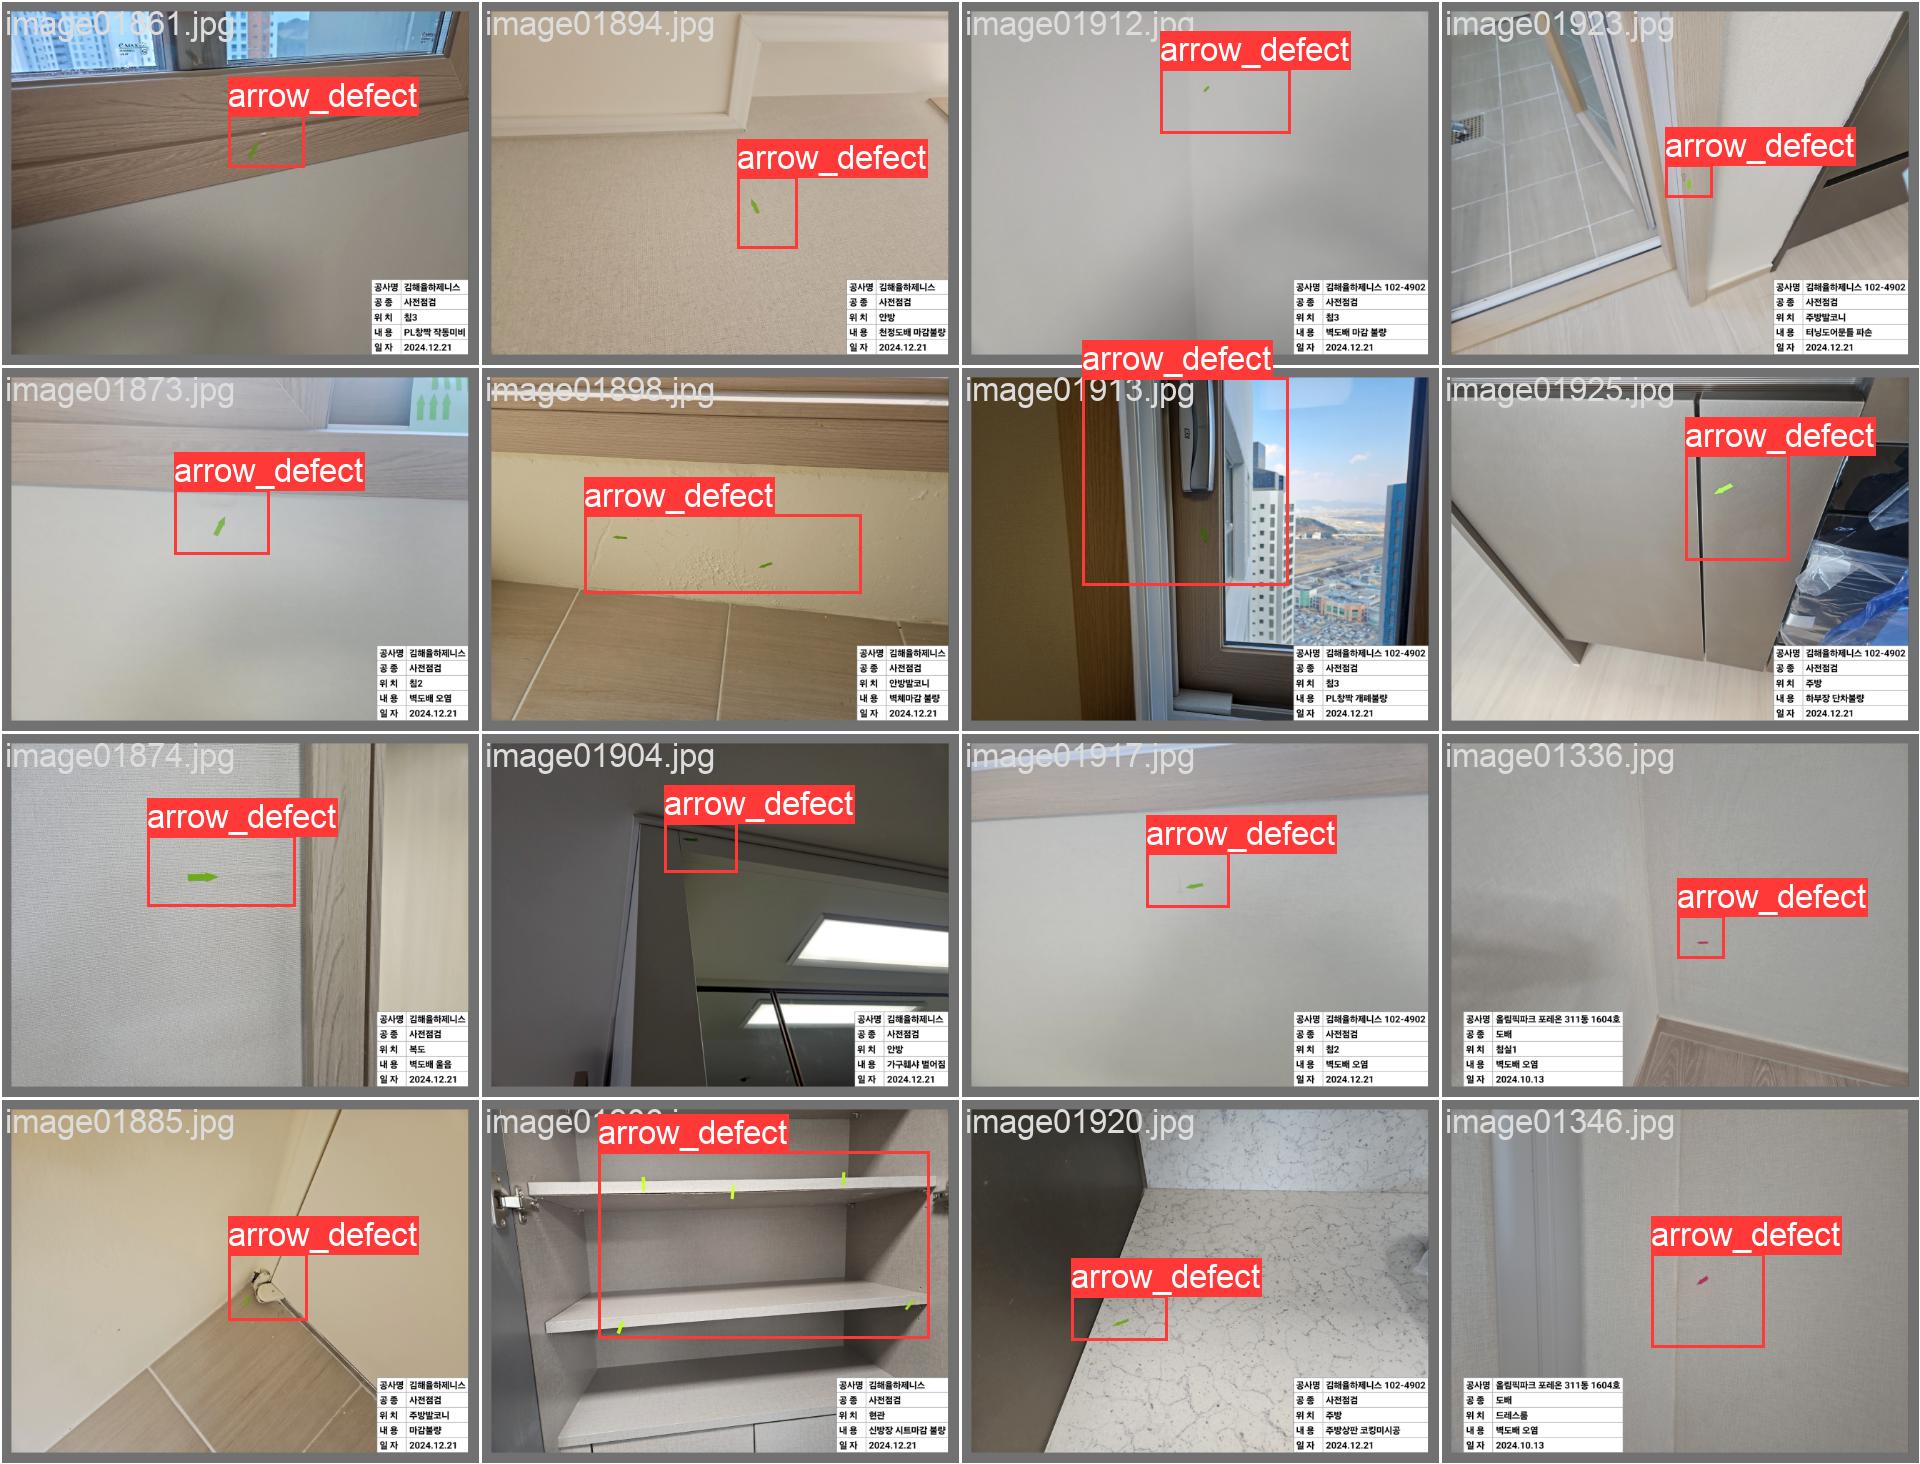 image01861.jpg
arrow_defect
공사명 김해율하제니스
공 종 사전점검
위 치 침3
내 용 PL창짝 작동미비
일 자 2024.12.21
image01894.jpg
arrow_defect
공사명 김해율하제니스
공 종 사전점검
위 치 안방
내 용 천정도배 마감불량
일 자 2024.12.21
image01912.jpg
arrow_defect
공사명 김해율하제니스 102-4902
공 종 사전점검
위 치 침3
내 용 벽도배 마감 불량
일 자 2024.12.21
image01923.jpg
arrow_defect
공사명 김해율하제니스 102-4902
공 종 사전점검
위 치 주방발코니
내 용 터닝도어문틀 파손
일 자 2024.12.21
image01873.jpg
arrow_defect
공사명 김해율하제니스
공 종 사전점검
위 치 침2
내 용 벽도배 오염
일 자 2024.12.21
image01898.jpg
arrow_defect
공사명 김해율하제니스
공 종 사전점검
위 치 안방발코니
내 용 벽체마감 불량
일 자 2024.12.21
arrow_defect
image01913.jpg
공사명 김해율하제니스 102-4902
공 종 사전점검
위 치 침3
내 용 PL창짝 개폐불량
일 자 2024.12.21
image01925.jpg
arrow_defect
공사명 김해율하제니스 102-4902
공 종 사전점검
위 치 주방
내 용 하부장 단차불량
일 자 2024.12.21
image01874.jpg
arrow_defect
공사명 김해율하제니스
공 종 사전점검
위 치 복도
내 용 벽도배 울음
일 자 2024.12.21
image01904.jpg
arrow_defect
공사명 김해율하제니스
공 종 사전점검
위 치 안방
내 용 가구휄샤 벌어짐
일 자 2024.12.21
image01917.jpg
arrow_defect
공사명 김해율하제니스 102-4902
공 종 사전점검
위 치 침2
내 용 벽도배 오염
일 자 2024.12.21
image01336.jpg
arrow_defect
공사명 올림픽파크 포레온 311동 1604호
공 종 도배
위 치 침실1
내 용 벽도배 오염
일 자 2024.10.13
image01885.jpg
arrow_defect
공사명 김해율하제니스
공 종 사전점검
위 치 주방발코니
내 용 마감불량
일 자 2024.12.21
arrow_defect
공사명 김해율하제니스
공 종 사전점검
위 치 현관
내 용 신방장 시트마감 불량
일 자 2024.12.21
image01920.jpg
arrow_defect
공사명 김해율하제니스 102-4902
공 종 사전점검
위 치 주방
내 용 주방상판 코킹미시공
일 자 2024.12.21
image01346.jpg
arrow_defect
공사명 올림픽파크 포레온 311동 1604호
공 종 도배
위 치 드레스룸
내 용 벽도배 오염
일 자 2024.10.13